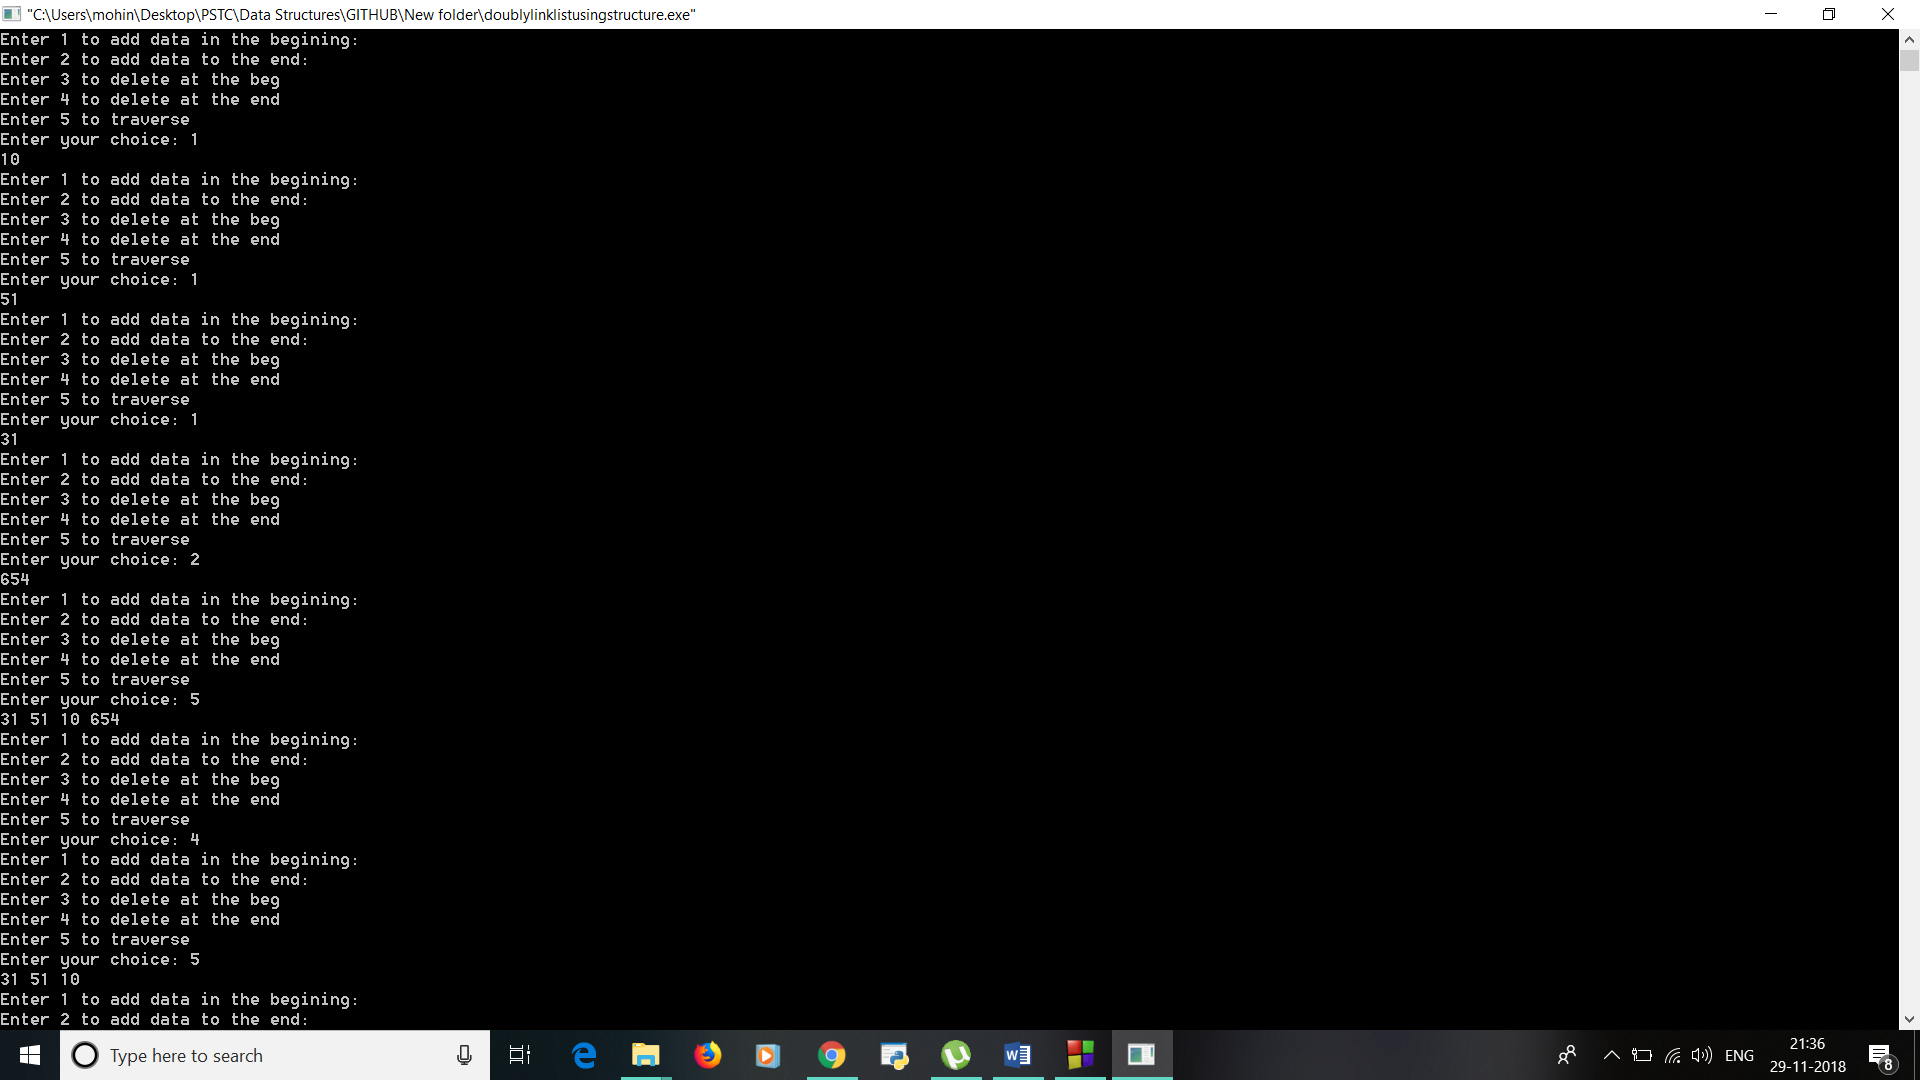 "C:\Users\mohin\Desktop\PSTC\Data Structures\GITHUB\New folder\doublylinklistusingstructure.exe"
Enter 1 to add data in the begining:
Enter 2 to add data to the end:
Enter 3 to delete at the beg
Enter 4 to delete at the end
Enter 5 to traverse
Enter your choice: 1
10
Enter 1 to add data in the begining:
Enter 2 to add data to the end:
Enter 3 to delete at the beg
Enter 4 to delete at the end
Enter 5 to traverse
Enter your choice: 1
51
Enter 1 to add data in the begining:
Enter 2 to add data to the end:
Enter 3 to delete at the beg
Enter 4 to delete at the end
Enter 5 to traverse
Enter your choice: 1
31
Enter 1 to add data in the begining:
Enter 2 to add data to the end:
Enter 3 to delete at the beg
Enter 4 to delete at the end
Enter 5 to traverse
Enter your choice: 2
654
Enter 1 to add data in the begining:
Enter 2 to add data to the end:
Enter 3 to delete at the beg
Enter 4 to delete at the end
Enter 5 to traverse
Enter your choice: 5
31 51 10 654
Enter 1 to add data in the begining:
Enter 2 to add data to the end:
Enter 3 to delete at the beg
Enter 4 to delete at the end
Enter 5 to traverse
Enter your choice: 4
Enter 1 to add data in the begining:
Enter 2 to add data to the end:
Enter 3 to delete at the beg
Enter 4 to delete at the end
Enter 5 to traverse
Enter your choice: 5
31 51 10
Enter 1 to add data in the begining:
Enter 2 to add data to the end:
Type here to search
ENG
21:36
29-11-2018
8